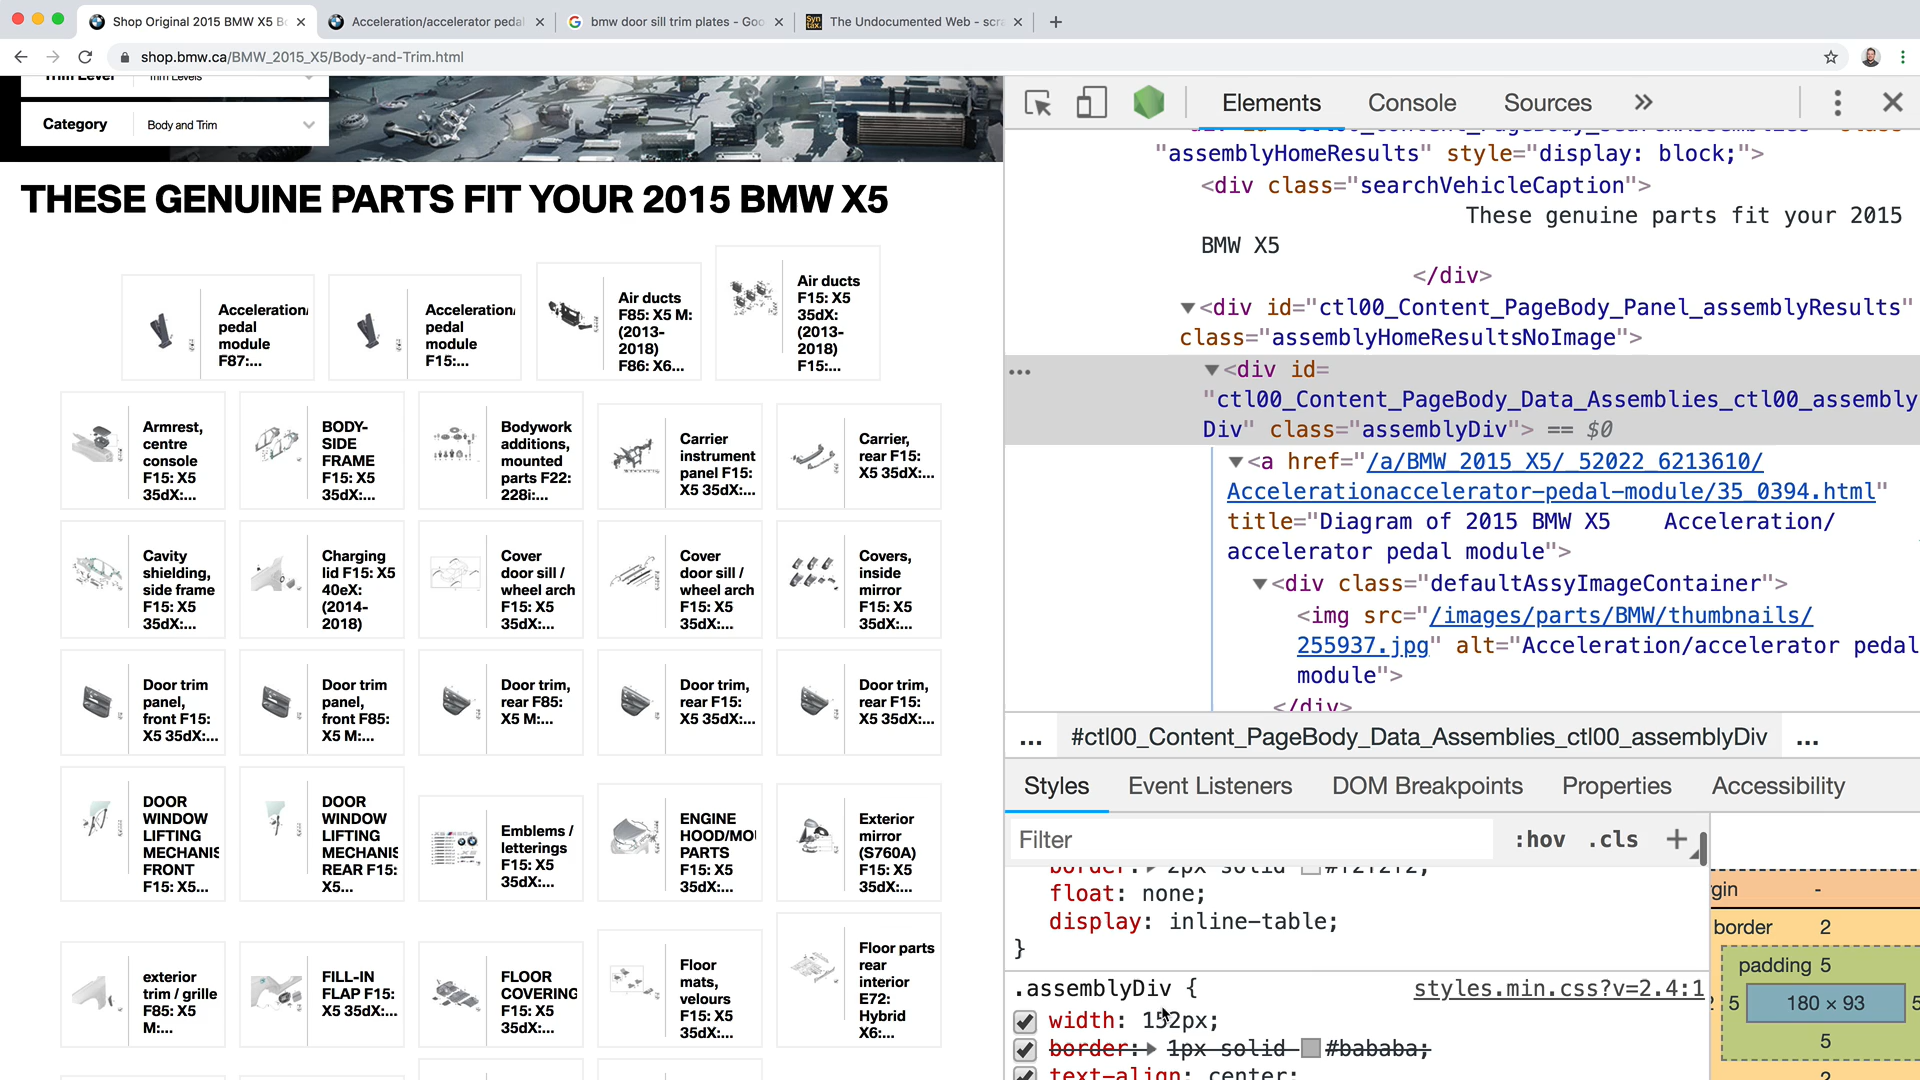 Shop Original 2015 BMW X5 Bo
Acceleration/accelerator pedal
bmw door sill trim plates - Goo
The Undocumented Web - scra
shop.bmw.ca/BMW_2015_X5/Body-and-Trim.html
Trim Level
Trim Levels
Category
Body and Trim
THESE GENUINE PARTS FIT YOUR 2015 BMW X5
Acceleration/
pedal
module
F87:...
Acceleration/
pedal
module
F15:...
Air ducts
F85: X5 M:
(2013-
2018)
F86: X6...
Air ducts
F15: X5
35dX:
(2013-
2018)
F15:...
Armrest,
centre
console
F15: X5
35dX:...
BODY-
SIDE
FRAME
F15: X5
35dX:...
Bodywork
additions,
mounted
parts F22:
228i:...
Carrier
instrument
panel F15:
X5 35dX:...
Carrier,
rear F15:
X5 35dX:...
Cavity
shielding,
side frame
F15: X5
35dX:...
Charging
lid F15: X5
40eX:
(2014-
2018)
Cover
door sill /
wheel arch
F15: X5
35dX:...
Cover
door sill /
wheel arch
F15: X5
35dX:...
Covers,
inside
mirror
F15: X5
35dX:...
Door trim
panel,
front F15:
X5 35dX:...
Door trim
panel,
front F85:
X5 M:...
Door trim,
rear F85:
X5 M:...
Door trim,
rear F15:
X5 35dX:...
Door trim,
rear F15:
X5 35dX:...
DOOR
WINDOW
LIFTING
MECHANIS
FRONT
F15: X5...
DOOR
WINDOW
LIFTING
MECHANIS
REAR F15:
X5...
Emblems /
letterings
F15: X5
35dX:...
ENGINE
HOOD/MOU
PARTS
F15: X5
35dX:...
Exterior
mirror
(S760A)
F15: X5
35dX:...
exterior
trim / grille
F85: X5
M:...
FILL-IN
FLAP F15:
X5 35dX:...
FLOOR
COVERING
F15: X5
35dX:...
Floor
mats,
velours
F15: X5
35dX:...
Floor parts
rear
interior
E72:
Hybrid
X6:...
Elements
Console
Sources
"assemblyHomeResults" style="display: block;">
<div class="searchVehicleCaption">
These genuine parts fit your 2015
BMW X5
</div>
▼<div id="ctl00_Content_PageBody_Panel_assemblyResults"
class="assemblyHomeResultsNoImage">
... ▼<div id=
"ctl00_Content_PageBody_Data_Assemblies_ctl00_assembly
Div" class="assemblyDiv"> == $0
▼<a href="/a/BMW_2015_X5/_52022_6213610/
Accelerationaccelerator-pedal-module/35_0394.html"
title="Diagram of 2015 BMW X5 Acceleration/
accelerator pedal module">
▼<div class="defaultAssyImageContainer">
<img src="/images/parts/BMW/thumbnails/
255937.jpg" alt="Acceleration/accelerator pedal
module">
</div>
... #ctl00_Content_PageBody_Data_Assemblies_ctl00_assemblyDiv ...
Styles
Event Listeners
DOM Breakpoints
Properties
Accessibility
Filter
:hov .cls +
border: 2px solid #f2f2f2;
float: none;
display: inline-table;
}
.assemblyDiv {
styles.min.css?v=2.4:1
width: 132px;
border: 1px solid #bababa;
text-align: center;
gin -
border 2
padding 5
5 180 × 93 5
5
2